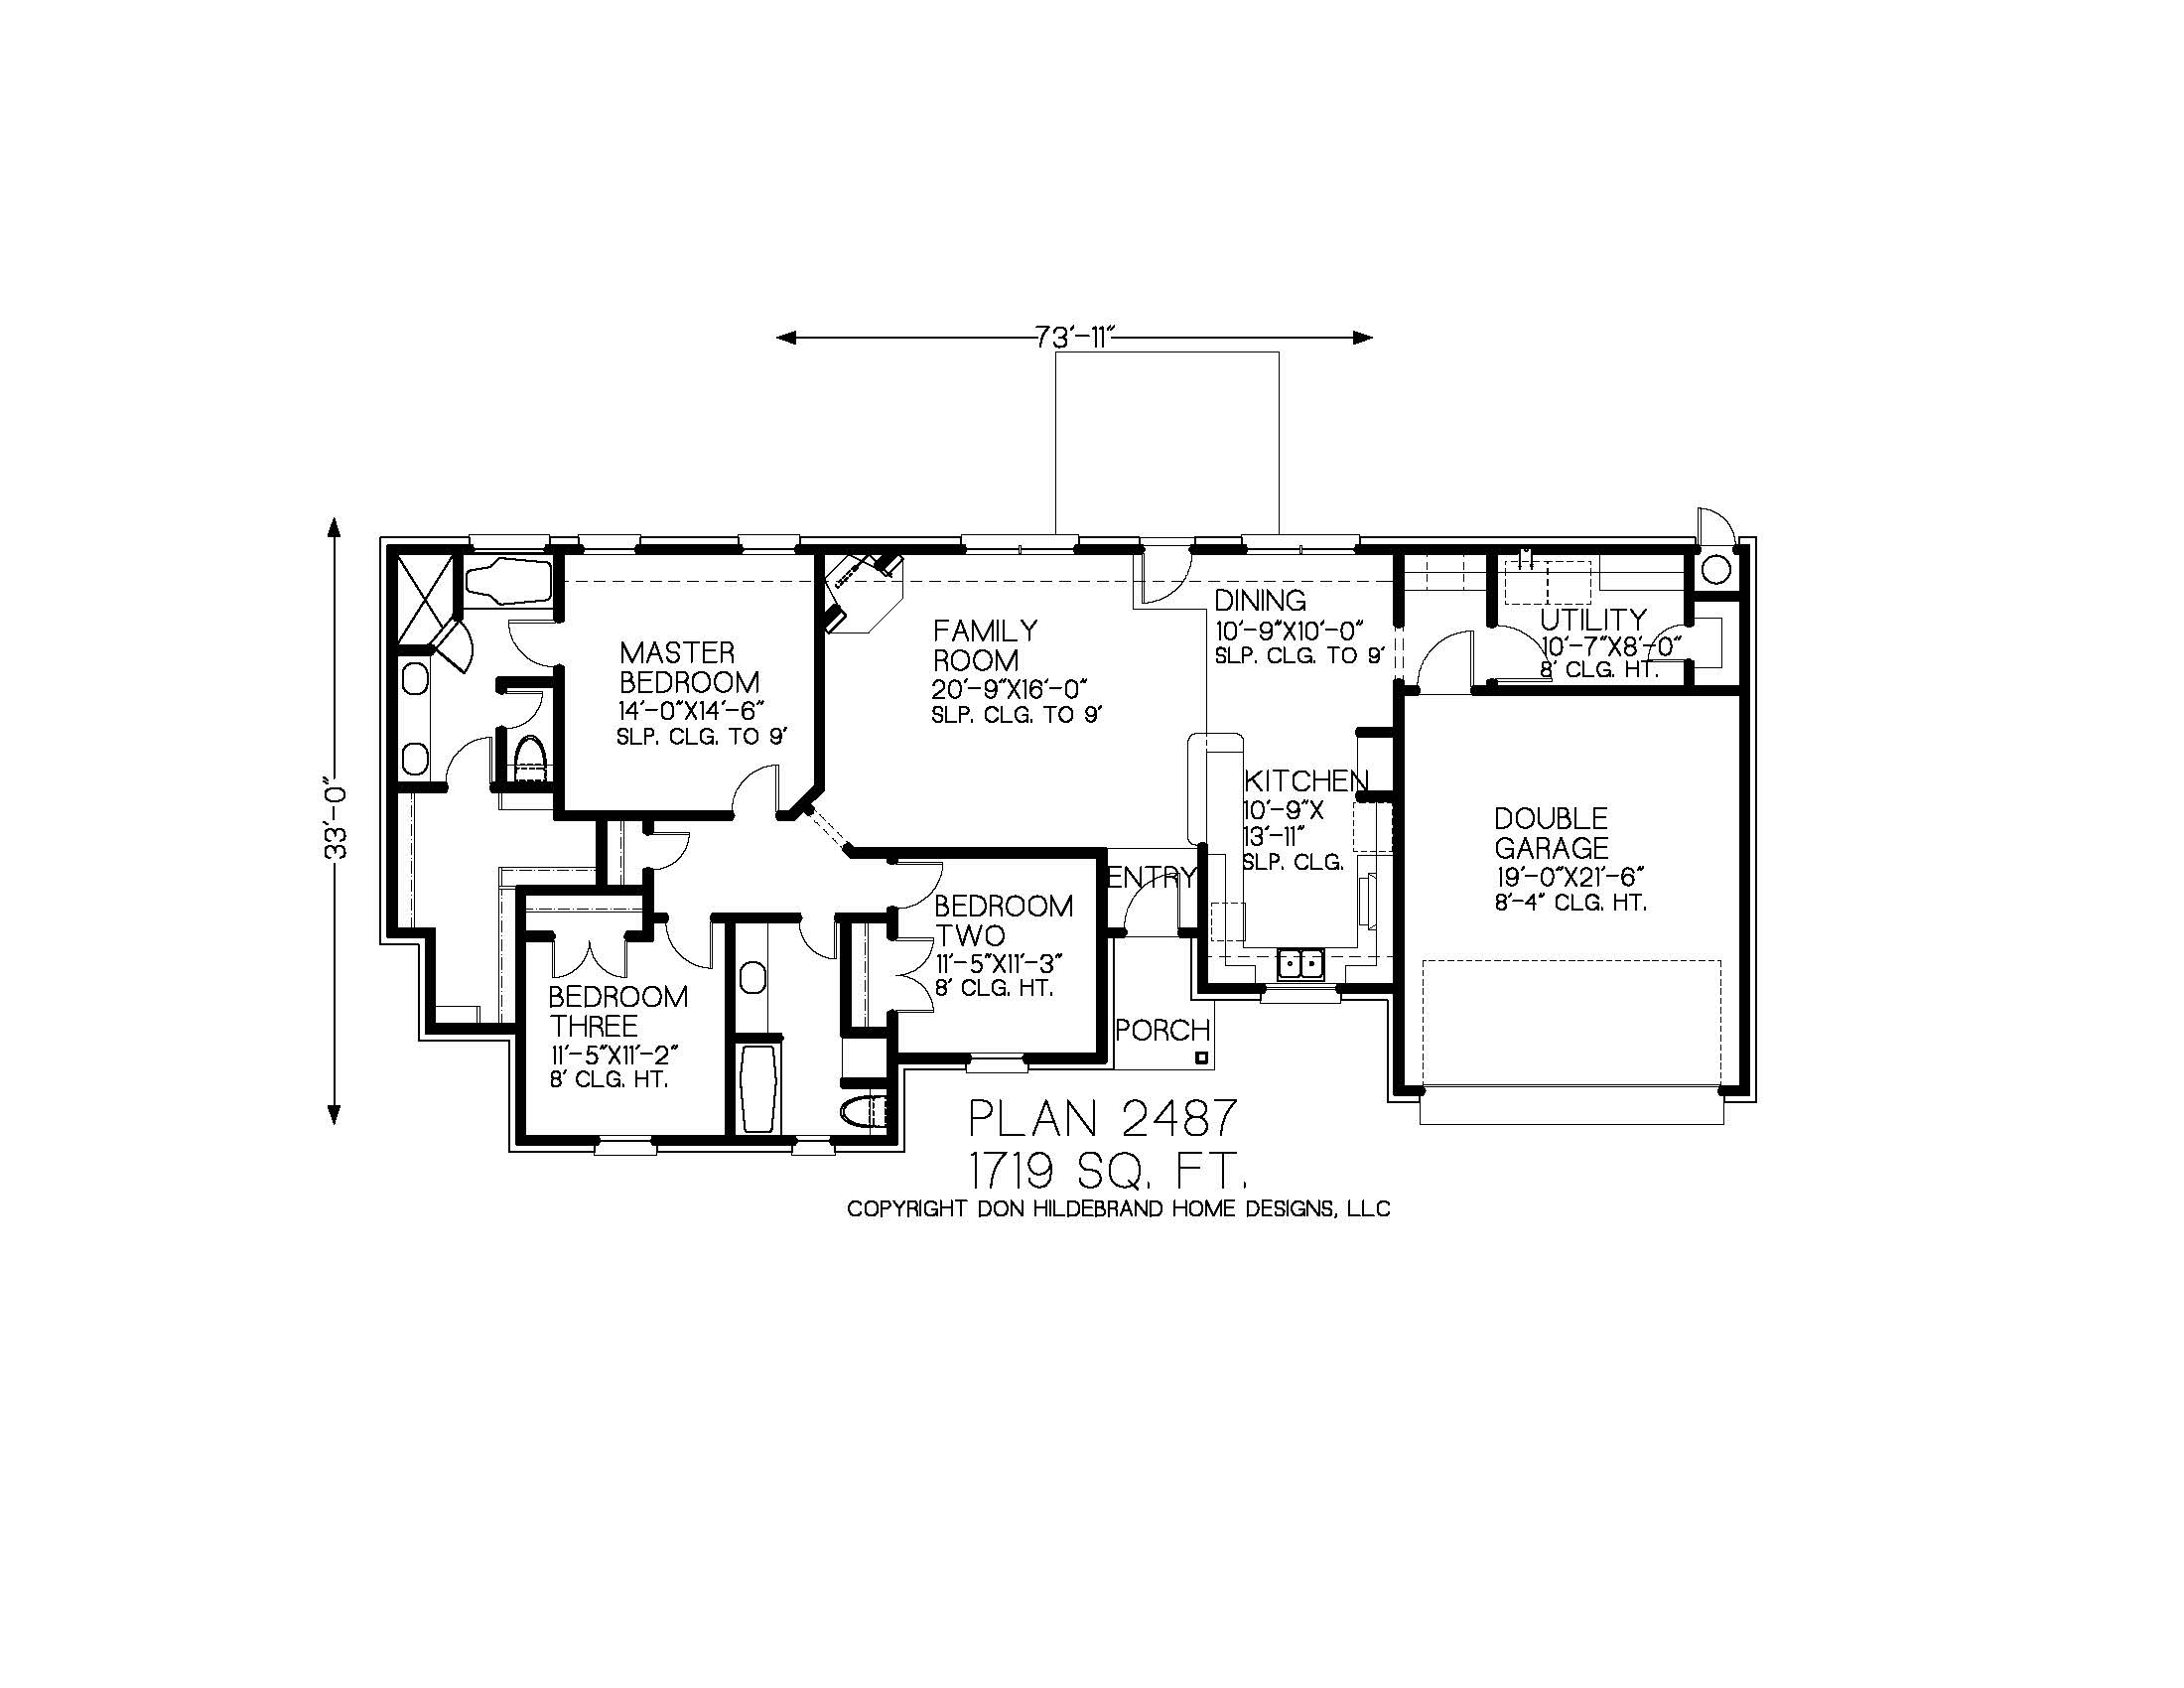 73'-11"
33'-0"
MASTER
BEDROOM
14'-0"X14'-6"
SLP. CLG. TO 9'
FAMILY
ROOM
20'-9"X16'-0"
SLP. CLG. TO 9'
DINING
10'-9"X10'-0"
SLP. CLG. TO 9'
UTILITY
10'-7"X8'-0"
8' CLG. HT.
KITCHEN
10'-9"X
13'-11"
SLP. CLG.
DOUBLE
GARAGE
19'-0"X21'-6"
8'-4" CLG. HT.
ENTRY
BEDROOM
TWO
11'-5"X11'-3"
8' CLG. HT.
BEDROOM
THREE
11'-5"X11'-2"
8' CLG. HT.
PORCH
PLAN 2487
1719 SQ. FT.
COPYRIGHT DON HILDEBRAND HOME DESIGNS, LLC